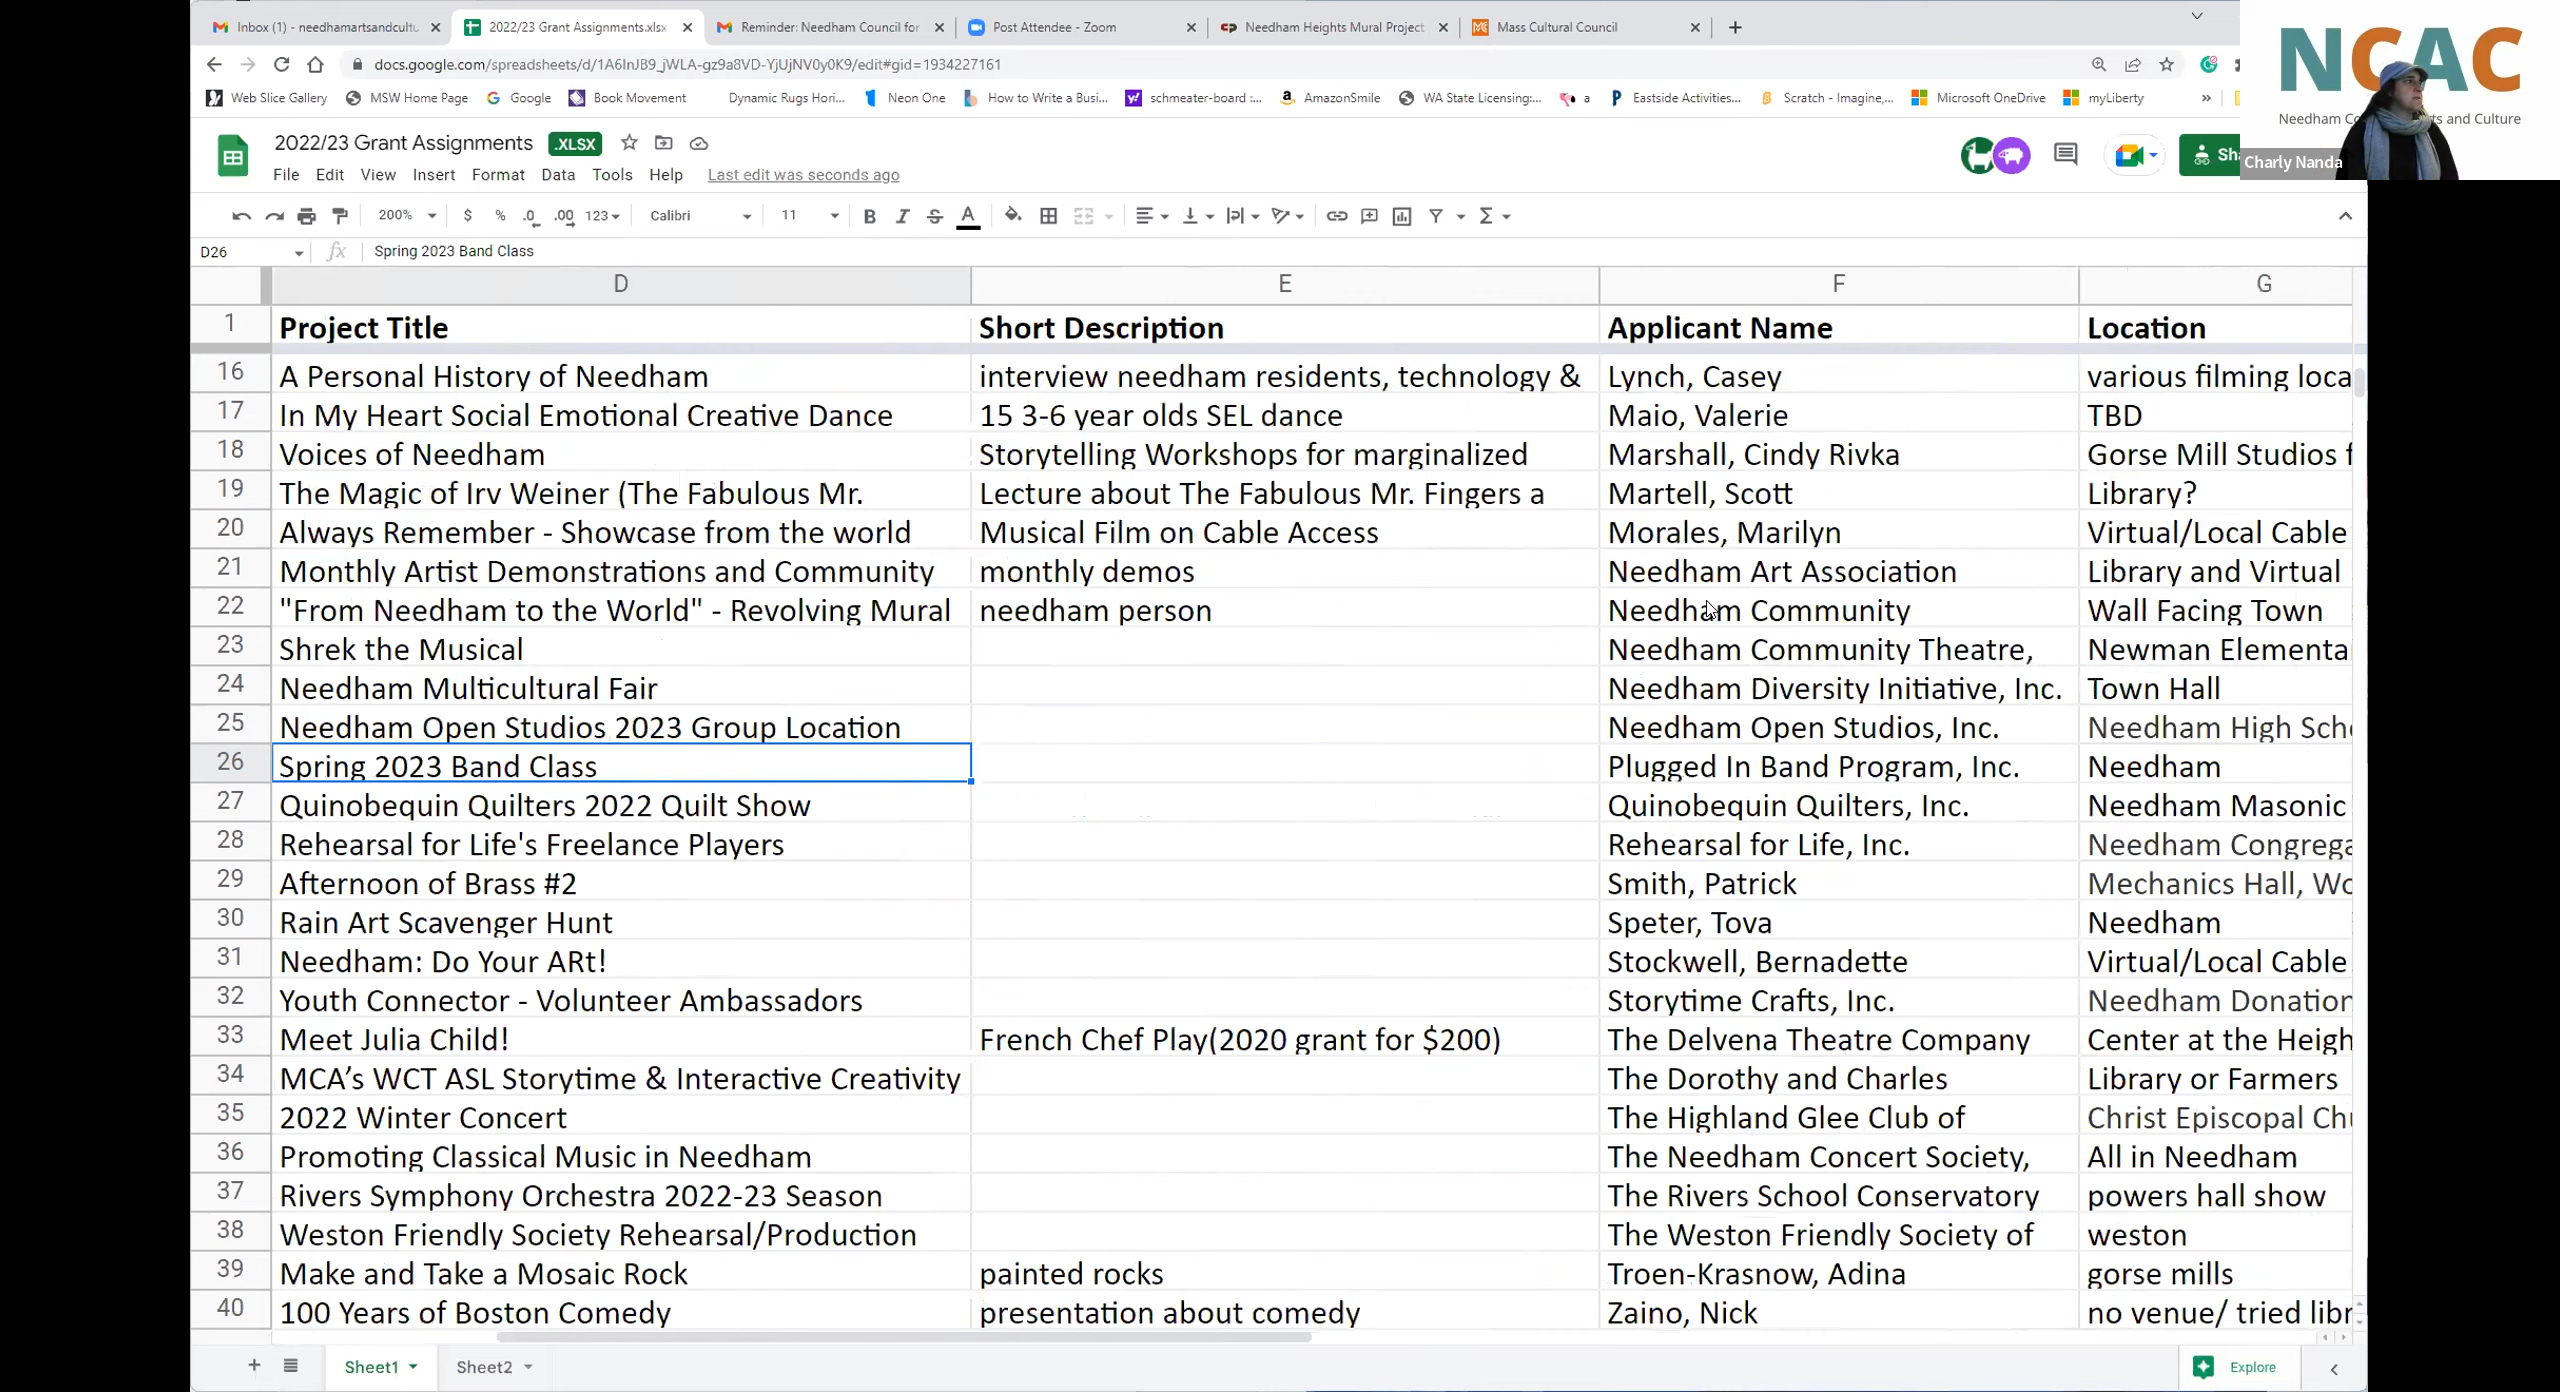 Inbox (1) - needhamartsandcultu
2022/23 Grant Assignments.xlsx
Reminder: Needham Council for
Post Attendee - Zoom
Needham Heights Mural Project
Mass Cultural Council
docs.google.com/spreadsheets/d/1A6InJB9_jWLA-gz9a8VD-YjUjNV0y0K9/edit#gid=1934227161
Web Slice Gallery MSW Home Page Google Book Movement Dynamic Rugs Hori... Neon One How to Write a Busi... schmeater-board :... AmazonSmile WA State Licensing:... a Eastside Activities... Scratch - Imagine,... Microsoft OneDrive myLiberty
NCAC
and Culture
Charly Nanda
2022/23 Grant Assignments .XLSX
File Edit View Insert Format Data Tools Help Last edit was seconds ago
200% $ % .0 .00 123 Calibri 11 B I S A
D26 fx Spring 2023 Band Class
D E F G
1 Project Title Short Description Applicant Name Location
16 A Personal History of Needham interview needham residents, technology & Lynch, Casey various filming loca
17 In My Heart Social Emotional Creative Dance 15 3-6 year olds SEL dance Maio, Valerie TBD
18 Voices of Needham Storytelling Workshops for marginalized Marshall, Cindy Rivka Gorse Mill Studios f
19 The Magic of Irv Weiner (The Fabulous Mr. Lecture about The Fabulous Mr. Fingers a Martell, Scott Library?
20 Always Remember - Showcase from the world Musical Film on Cable Access Morales, Marilyn Virtual/Local Cable
21 Monthly Artist Demonstrations and Community monthly demos Needham Art Association Library and Virtual
22 "From Needham to the World" - Revolving Mural needham person Needham Community Wall Facing Town
23 Shrek the Musical Needham Community Theatre, Newman Elementa
24 Needham Multicultural Fair Needham Diversity Initiative, Inc. Town Hall
25 Needham Open Studios 2023 Group Location Needham Open Studios, Inc. Needham High Sch
26 Spring 2023 Band Class Plugged In Band Program, Inc. Needham
27 Quinobequin Quilters 2022 Quilt Show Quinobequin Quilters, Inc. Needham Masonic
28 Rehearsal for Life's Freelance Players Rehearsal for Life, Inc. Needham Congrega
29 Afternoon of Brass #2 Smith, Patrick Mechanics Hall, Wo
30 Rain Art Scavenger Hunt Speter, Tova Needham
31 Needham: Do Your ARt! Stockwell, Bernadette Virtual/Local Cable
32 Youth Connector - Volunteer Ambassadors Storytime Crafts, Inc. Needham Donation
33 Meet Julia Child! French Chef Play(2020 grant for $200) The Delvena Theatre Company Center at the Heigh
34 MCA’s WCT ASL Storytime & Interactive Creativity The Dorothy and Charles Library or Farmers
35 2022 Winter Concert The Highland Glee Club of Christ Episcopal Chu
36 Promoting Classical Music in Needham The Needham Concert Society, All in Needham
37 Rivers Symphony Orchestra 2022-23 Season The Rivers School Conservatory powers hall show
38 Weston Friendly Society Rehearsal/Production The Weston Friendly Society of weston
39 Make and Take a Mosaic Rock painted rocks Troen-Krasnow, Adina gorse mills
40 100 Years of Boston Comedy presentation about comedy Zaino, Nick no venue/ tried libr
Sheet1 Sheet2 Explore